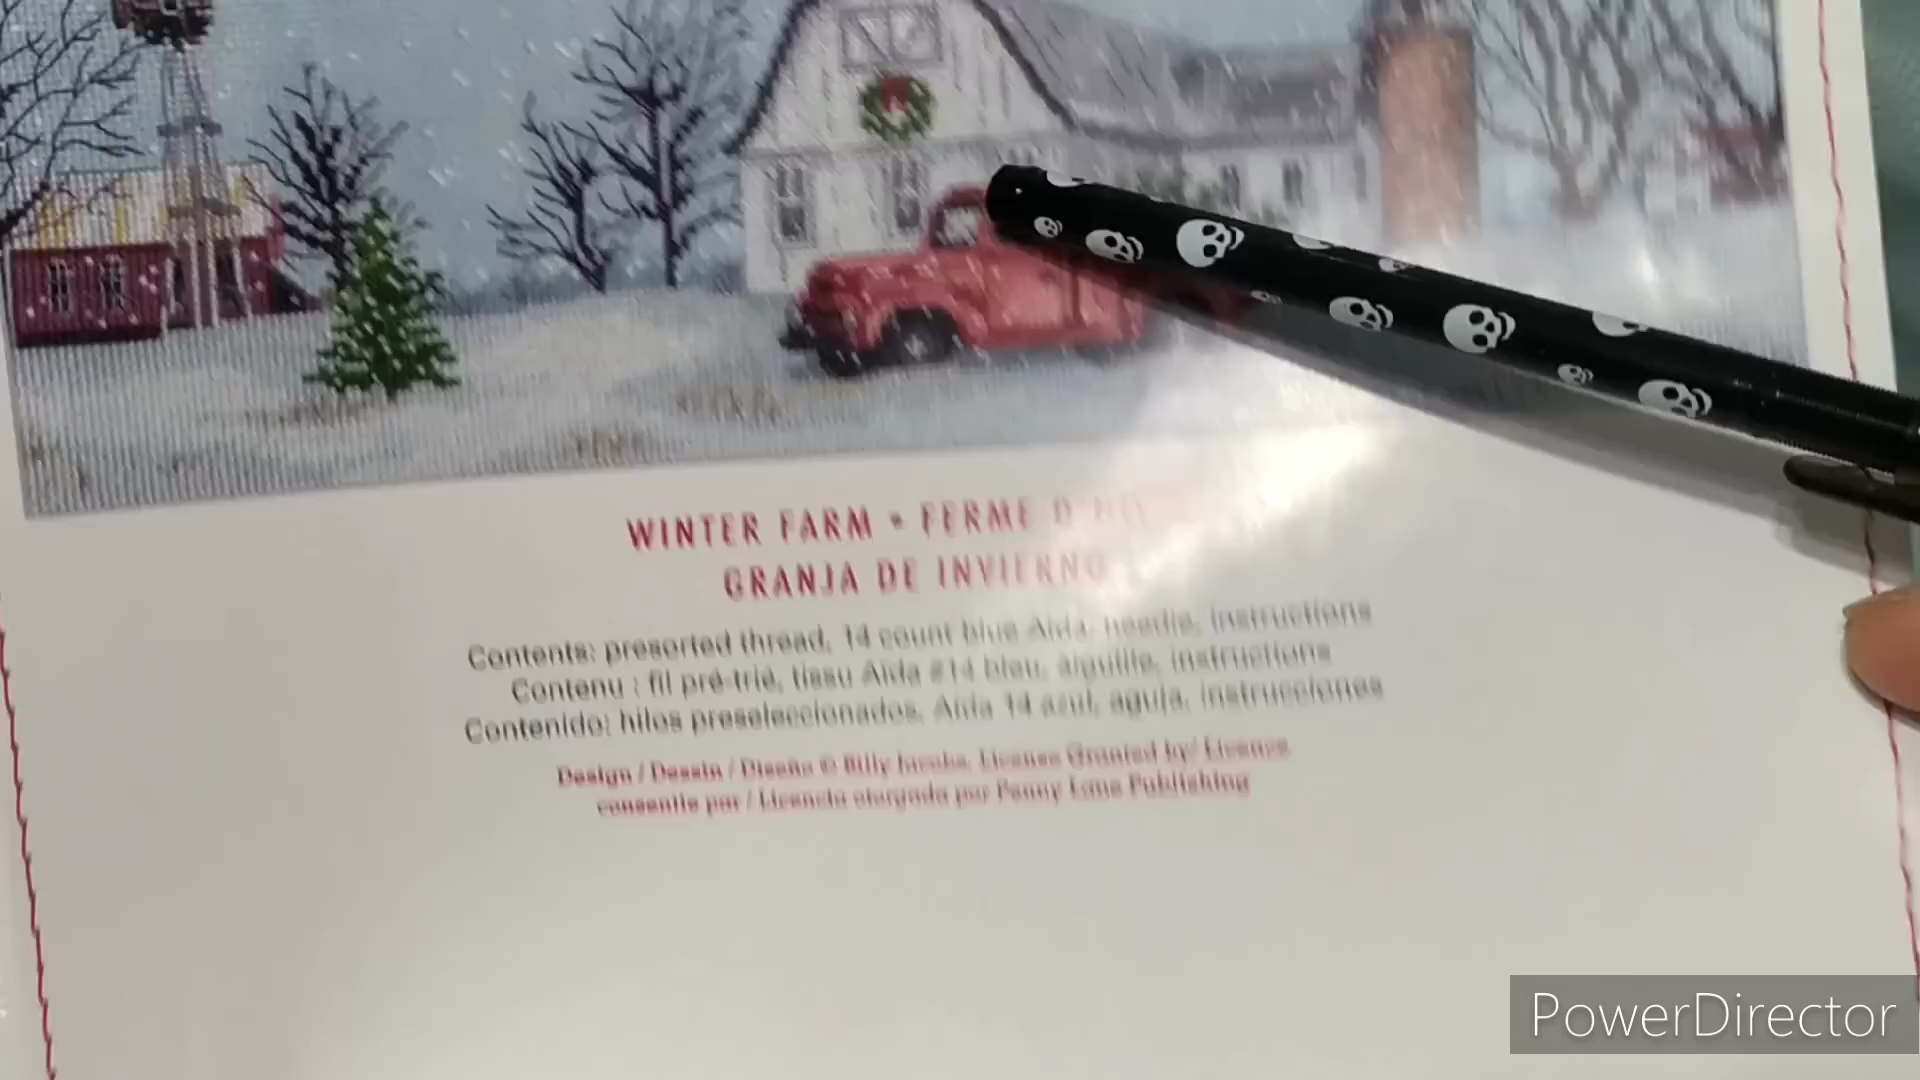 WINTER FARM • FERME D'HIVER
GRANJA DE INVIERNO
Contents: presorted thread, 14 count blue Aida, needle, instructions
Contenu : fil pré-trié, tissu Aida #14 bleu, aiguille, instructions
Contenido: hilos preseleccionados, Aida 14 azul, aguja, instrucciones
Design / Dessin / Diseño © Billy Jacobs, License Granted by/ Licence
consentie par / Licencia otorgada por Penny Lane Publishing
PowerDirector